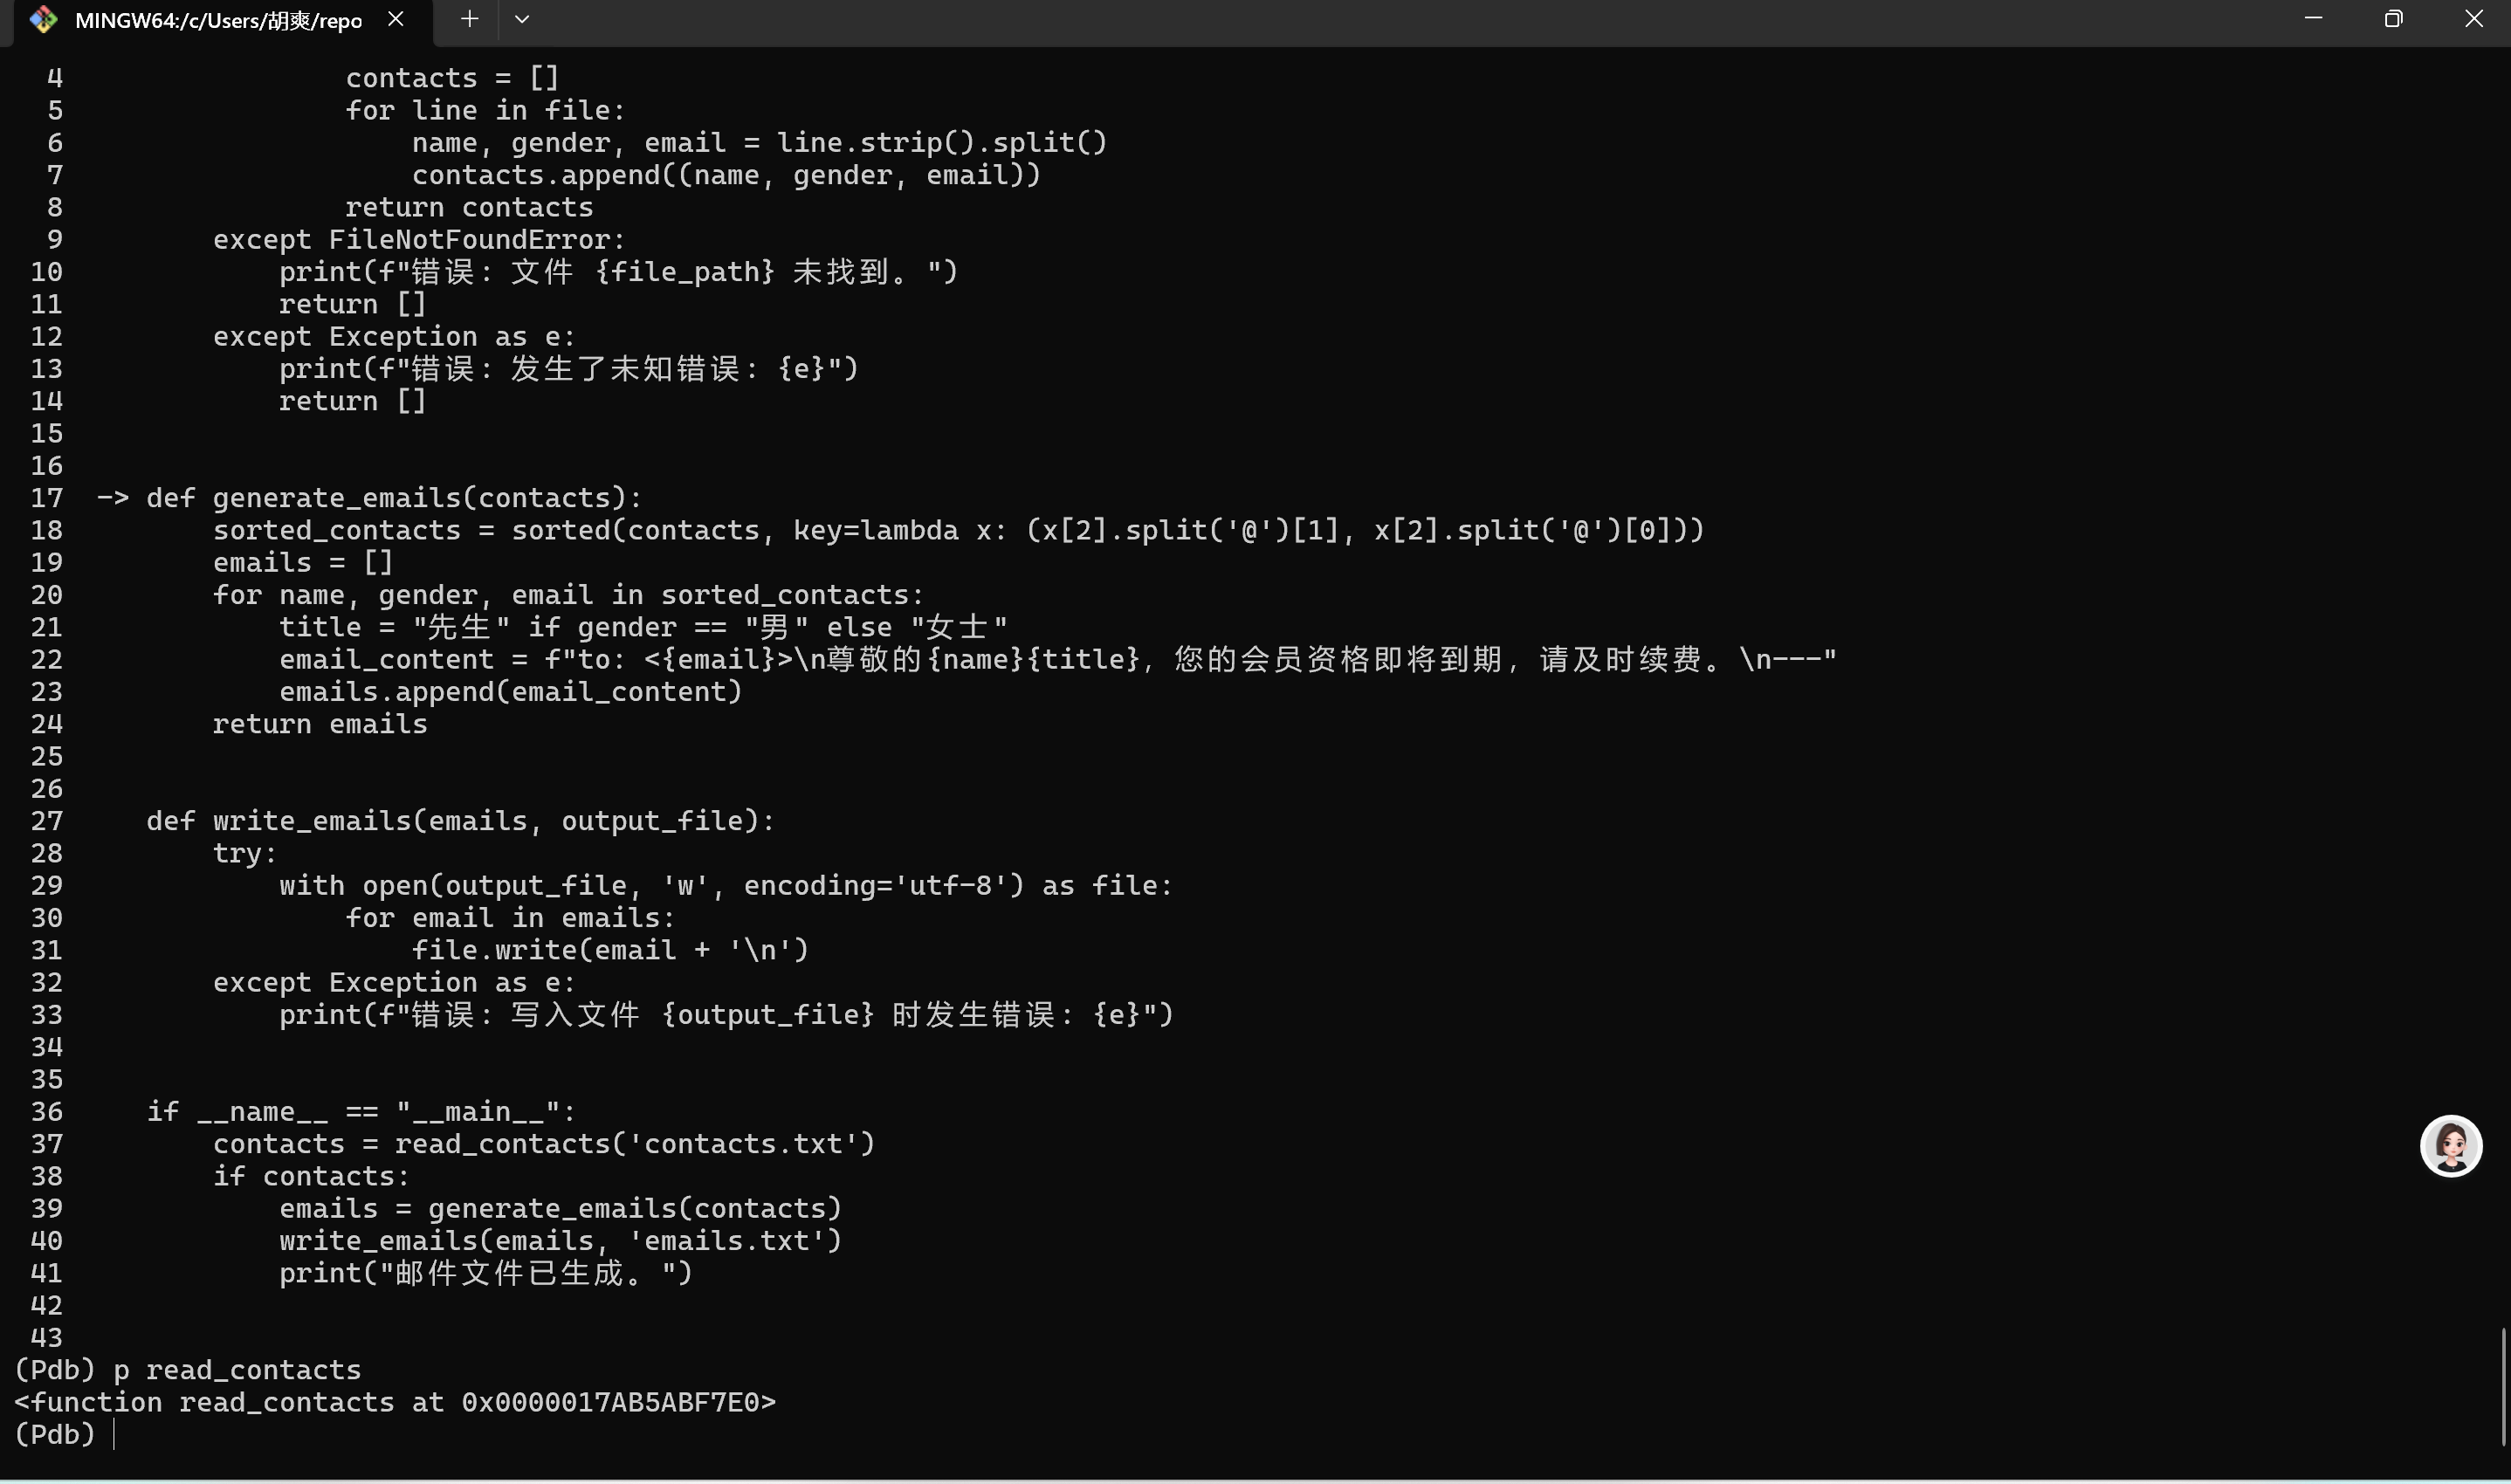 MINGW64:/c/Users/胡爽/repo
4                 contacts = []
5                 for line in file:
6                     name, gender, email = line.strip().split()
7                     contacts.append((name, gender, email))
8                 return contacts
9         except FileNotFoundError:
10             print(f"错误: 文件 {file_path} 未找到。")
11             return []
12         except Exception as e:
13             print(f"错误: 发生了未知错误: {e}")
14             return []
15
16
17  -> def generate_emails(contacts):
18         sorted_contacts = sorted(contacts, key=lambda x: (x[2].split('@')[1], x[2].split('@')[0]))
19         emails = []
20         for name, gender, email in sorted_contacts:
21             title = "先生" if gender == "男" else "女士"
22             email_content = f"to: <{email}>\n尊敬的{name}{title}, 您的会员资格即将到期, 请及时续费。\n---"
23             emails.append(email_content)
24         return emails
25
26
27     def write_emails(emails, output_file):
28         try:
29             with open(output_file, 'w', encoding='utf-8') as file:
30                 for email in emails:
31                     file.write(email + '\n')
32         except Exception as e:
33             print(f"错误: 写入文件 {output_file} 时发生错误: {e}")
34
35
36     if __name__ == "__main__":
37         contacts = read_contacts('contacts.txt')
38         if contacts:
39             emails = generate_emails(contacts)
40             write_emails(emails, 'emails.txt')
41             print("邮件文件已生成。")
42
43
(Pdb) p read_contacts
<function read_contacts at 0x0000017AB5ABF7E0>
(Pdb)